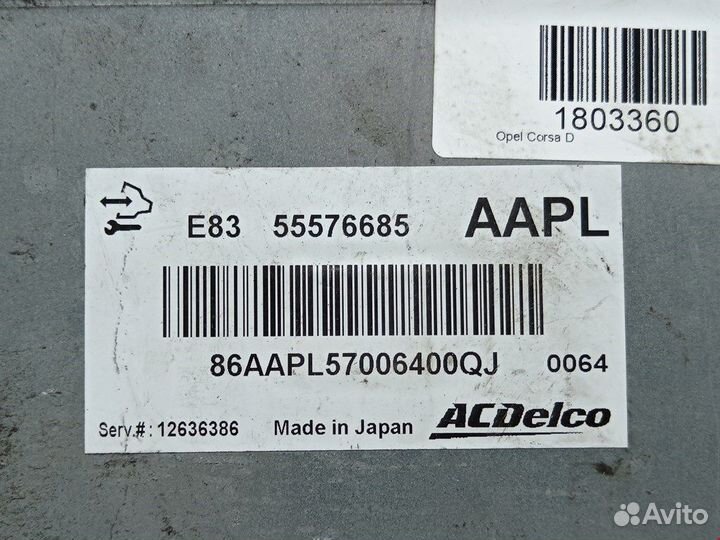 1803360
Opel Corsa D
E83 55576685 AAPL
86AAPL57006400QJ 0064
Serv.#: 12636386 Made in Japan ACDelco
Avito